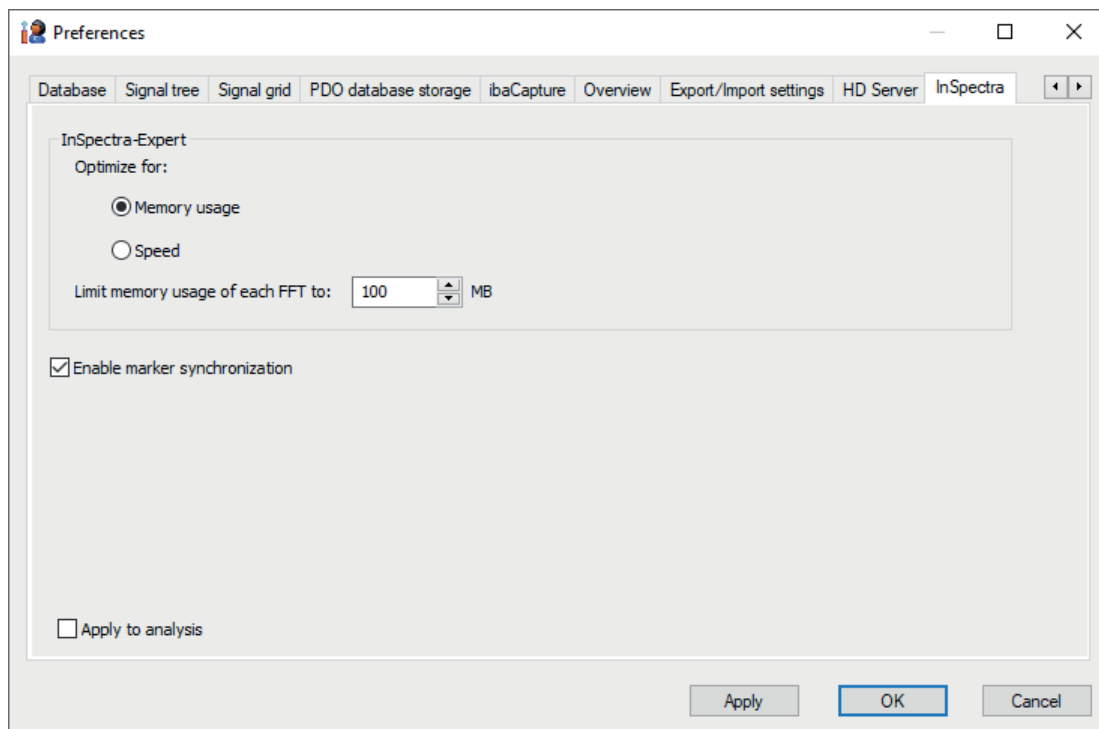 Preferences
Database Signal tree Signal grid PDO database storage ibaCapture Overview Export/Import settings HD Server InSpectra
InSpectra-Expert
Optimize for:
Memory usage
Speed
Limit memory usage of each FFT to: 100 MB
Enable marker synchronization
Apply to analysis
Apply OK Cancel